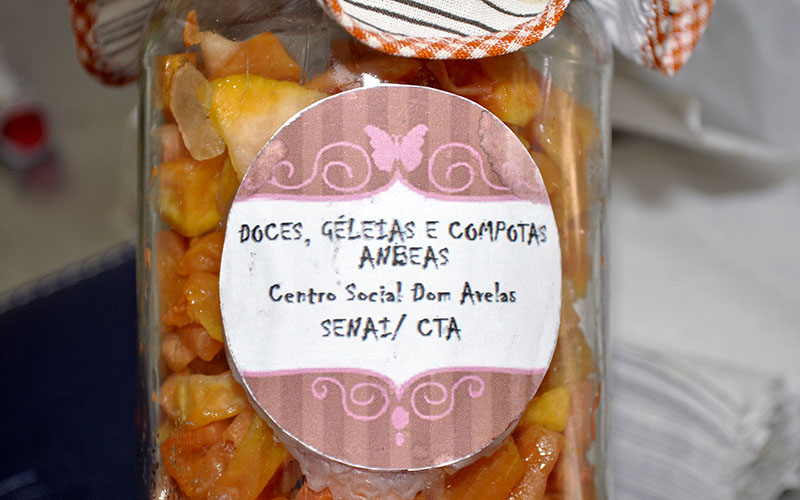 DOCES, GÉLEIAS E COMPOTAS
ANBEAS
Centro Social Dom Avelas
SENAI/ CTA